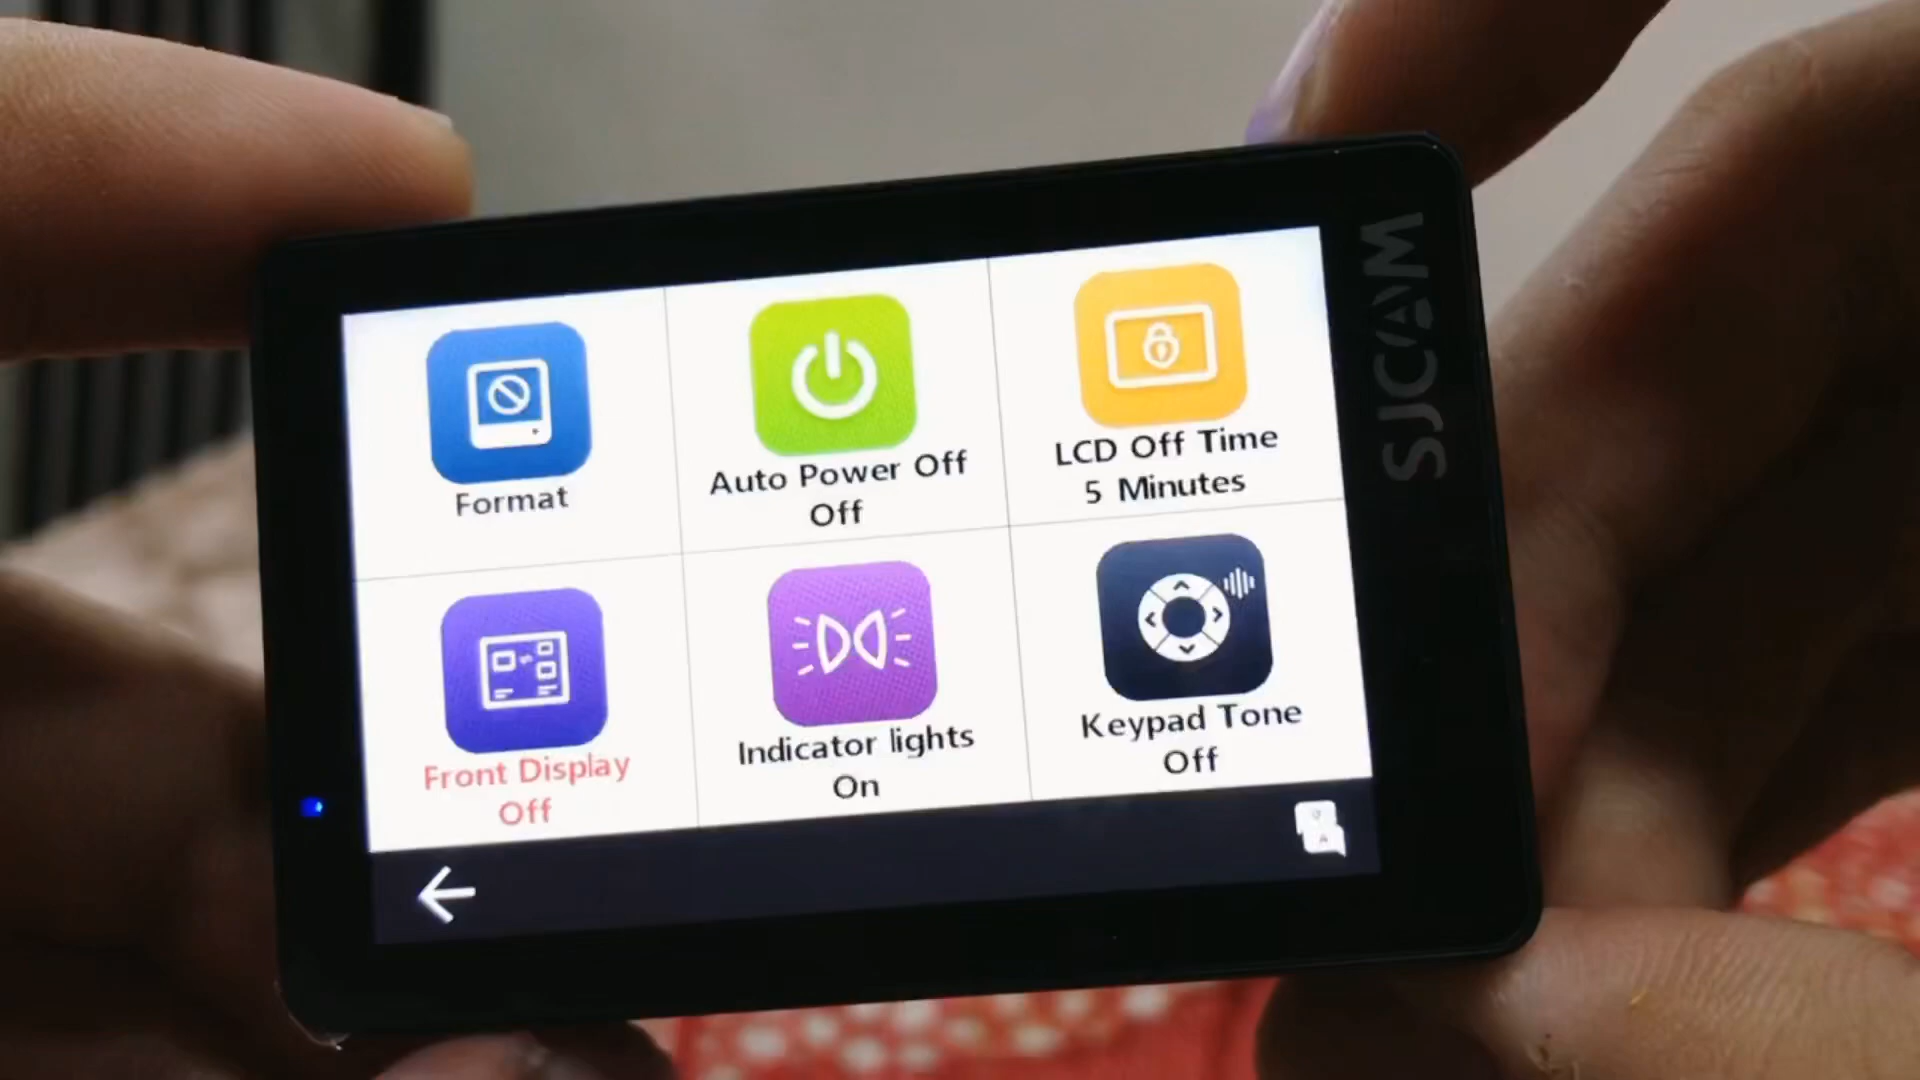 Format
Auto Power Off
Off
LCD Off Time
5 Minutes
Front Display
Off
Indicator lights
On
Keypad Tone
Off
SJCAM